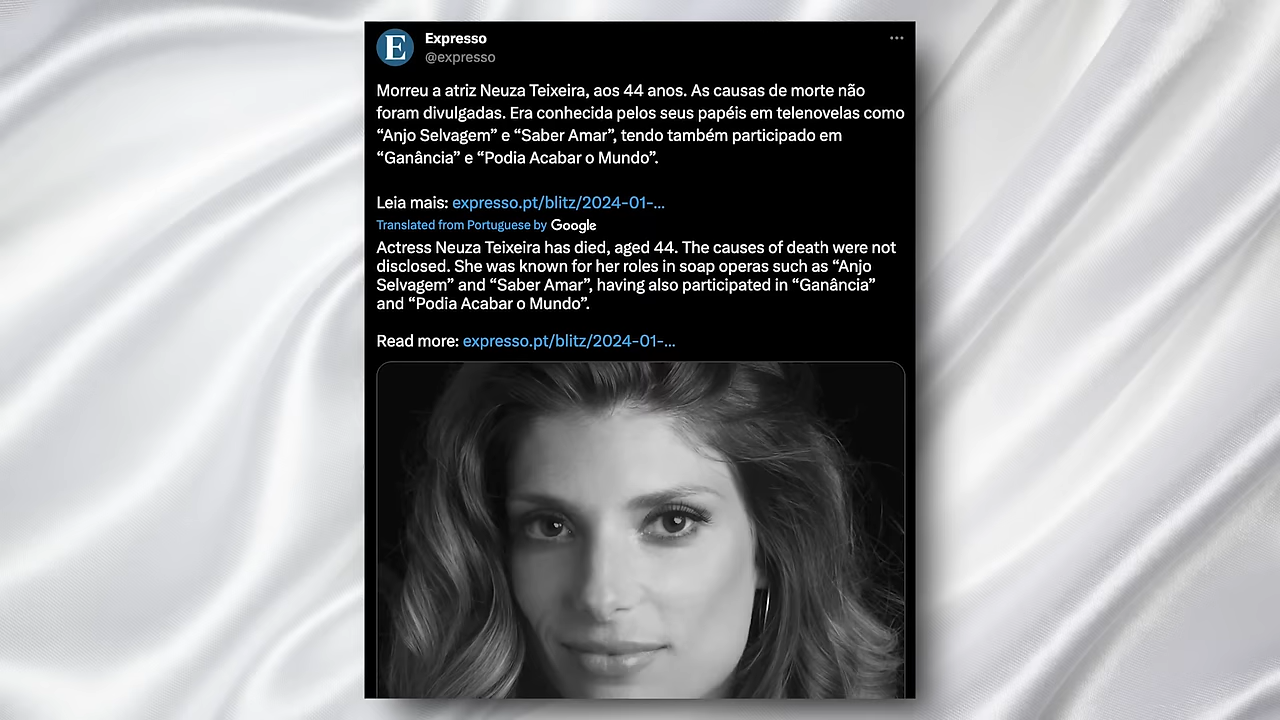 E
Expresso
@expresso
Morreu a atriz Neuza Teixeira, aos 44 anos. As causas de morte não
foram divulgadas. Era conhecida pelos seus papéis em telenovelas como
“Anjo Selvagem” e “Saber Amar”, tendo também participado em
“Ganância” e “Podia Acabar o Mundo”.
Leia mais: expresso.pt/blitz/2024-01-...
Translated from Portuguese by Google
Actress Neuza Teixeira has died, aged 44. The causes of death were not
disclosed. She was known for her roles in soap operas such as “Anjo
Selvagem” and “Saber Amar”, having also participated in “Ganância”
and “Podia Acabar o Mundo”.
Read more: expresso.pt/blitz/2024-01-...